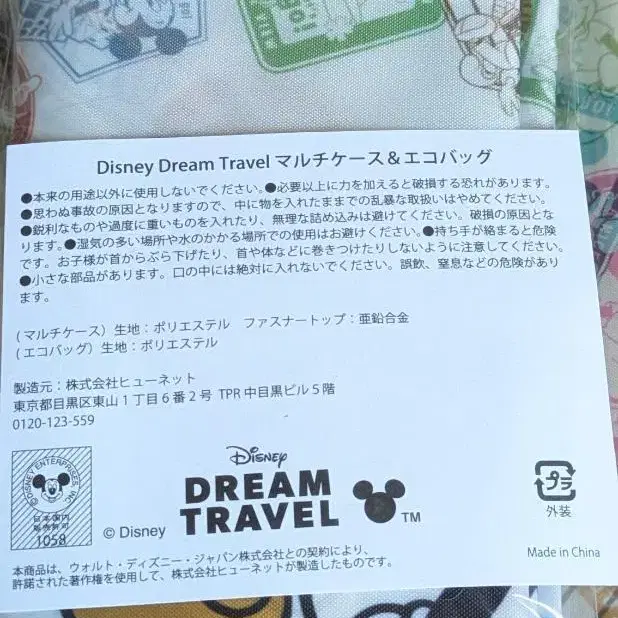 Disney Dream Travel マルチケース&エコバッグ
●本来の用途以外に使用しないでください。●必要以上に力を加えると破損する恐れがあります。
●思わぬ事故の原因となりますので、中に物を入れたままでの乱暴な取扱いはやめてください。
●鋭利なものや過度に重いものを入れたり、無理な詰め込みは避けてください。破損の原因とな
ります。●湿気の多い場所や水のかかる場所での使用はお避けください。●持ち手が絡まると危険
です。お子様が首からぶら下げたり、首や体などに巻きつけたりしないように注意してください。
●小さな部品があります。口の中には絶対に入れないでください。誤飲、窒息などの危険があり
ます。
(マルチケース)生地:ポリエステル ファスナートップ:亜鉛合金
(エコバッグ)生地:ポリエステル
製造元:株式会社ヒューネット
東京都目黒区東山1丁目6番2号 TPR中目黒ビル5階
0120-123-559
©DISNEY ENTERPRISES, INC.
日本国内
販売許可
1058
© Disney
Disney
DREAM
TRAVEL
TM
プラ
外装
Made in China
本商品は、ウォルト・ディズニー・ジャパン株式会社との契約により、
許諾された著作権を使用して、株式会社ヒューネットが製造したものです。